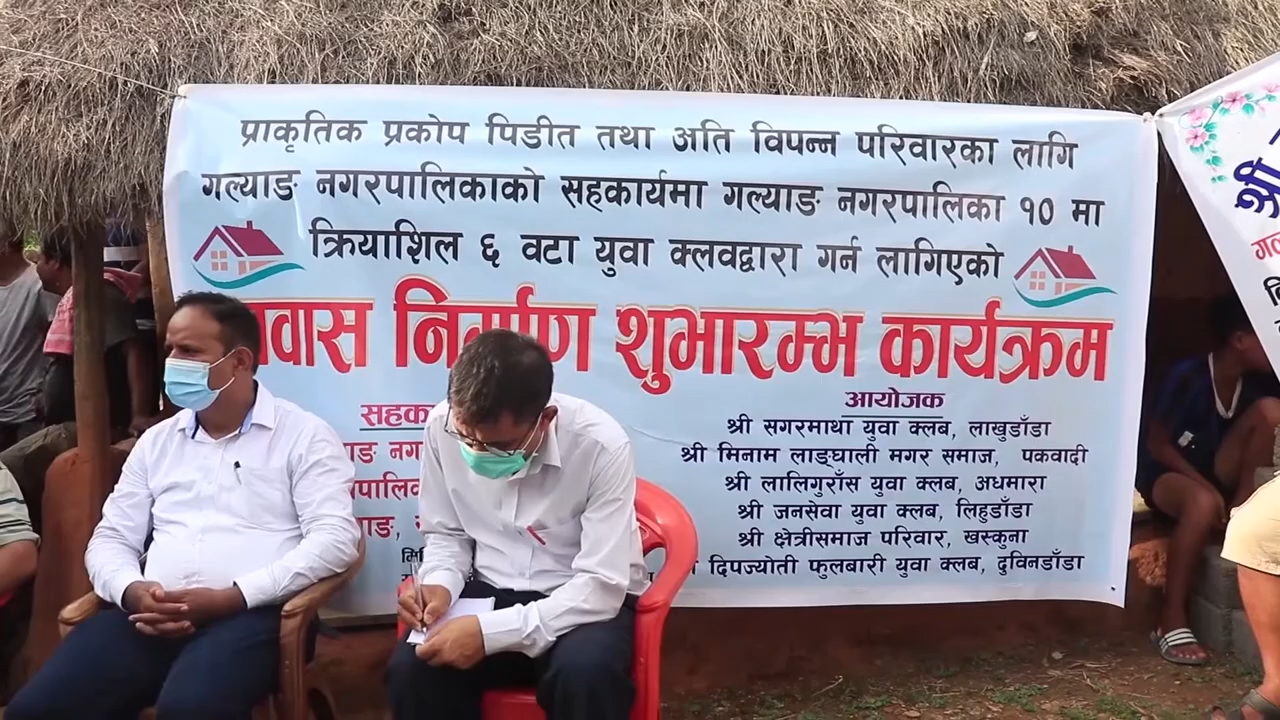 प्राकृतिक प्रकोप पिडीत तथा अति विपन्न परिवारका लागि
गल्याङ नगरपालिकाको सहकार्यमा गल्याङ नगरपालिका १० मा
क्रियाशिल ६ वटा युवा क्लवद्वारा गर्न लागिएको
निर्माण शुभारम्भ कार्यक्रम
आयोजक
श्री सगरमाथा युवा क्लब, लाखुडाँडा
श्री मिनाम लाङघाली मगर समाज, पकवादी
श्री लालिगुराँस युवा क्लब, अधमारा
श्री जनसेवा युवा क्लब, लिहुडाँडा
श्री क्षेत्रीसमाज परिवार, खस्कुना
दिपज्योती फुलबारी युवा क्लब, दुविनडाँडा
श्री